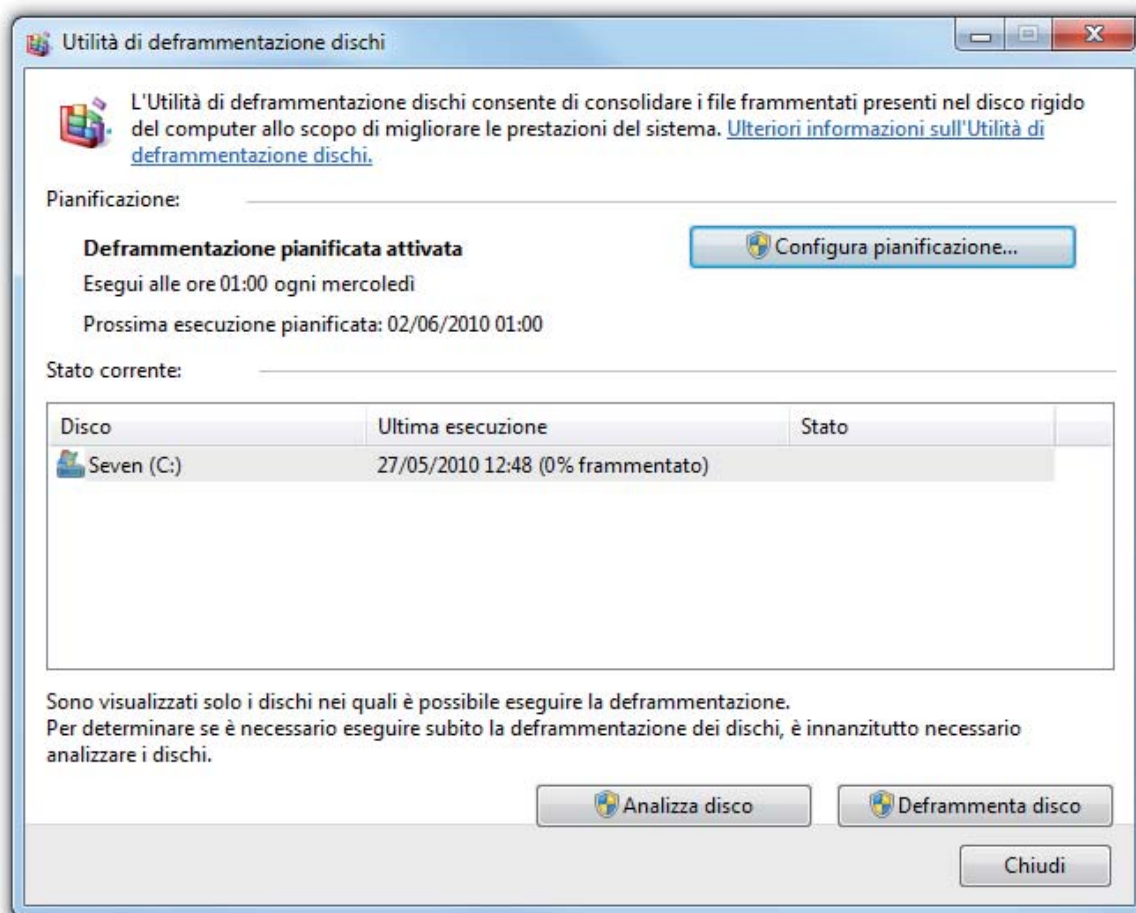 Utilità di deframmentazione dischi
L'Utilità di deframmentazione dischi consente di consolidare i file frammentati presenti nel disco rigido
del computer allo scopo di migliorare le prestazioni del sistema. Ulteriori informazioni sull'Utilità di
deframmentazione dischi.
Pianificazione:
Deframmentazione pianificata attivata
Configura pianificazione...
Esegui alle ore 01:00 ogni mercoledì
Prossima esecuzione pianificata: 02/06/2010 01:00
Stato corrente:
Disco Ultima esecuzione Stato
Seven (C:) 27/05/2010 12:48 (0% frammentato)
Sono visualizzati solo i dischi nei quali è possibile eseguire la deframmentazione.
Per determinare se è necessario eseguire subito la deframmentazione dei dischi, è innanzitutto necessario
analizzare i dischi.
Analizza disco Deframmenta disco
Chiudi